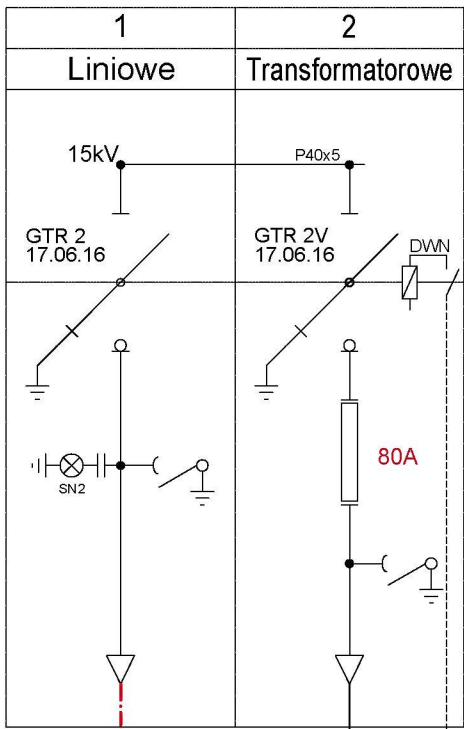 1
2
Liniowe
Transformatorowe
15kV
P40x5
GTR 2
17.06.16
GTR 2V
17.06.16
DWN
80A
SN2